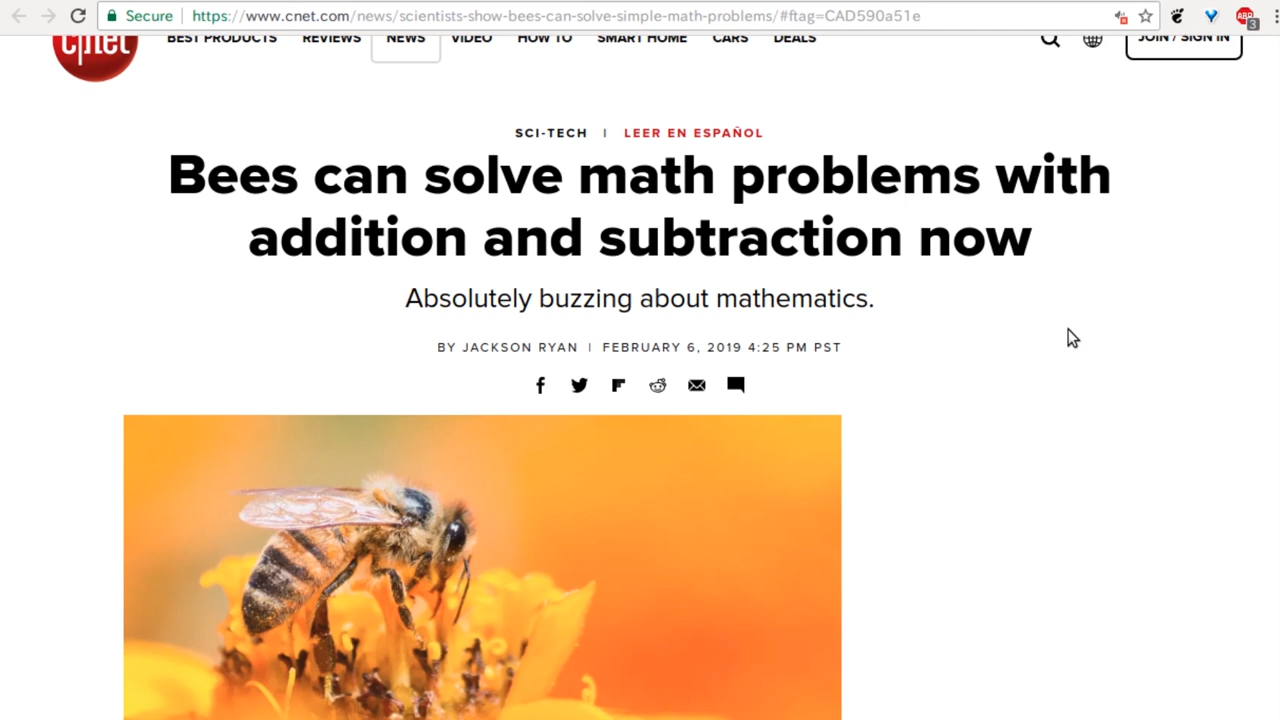 Secure https://www.cnet.com/news/scientists-show-bees-can-solve-simple-math-problems/#ftag=CAD590a51e
ABP 3
c|net BEST PRODUCTS REVIEWS NEWS VIDEO HOW TO SMART HOME CARS DEALS JOIN / SIGN IN
SCI-TECH | LEER EN ESPAÑOL
Bees can solve math problems with
addition and subtraction now
Absolutely buzzing about mathematics.
BY JACKSON RYAN | FEBRUARY 6, 2019 4:25 PM PST